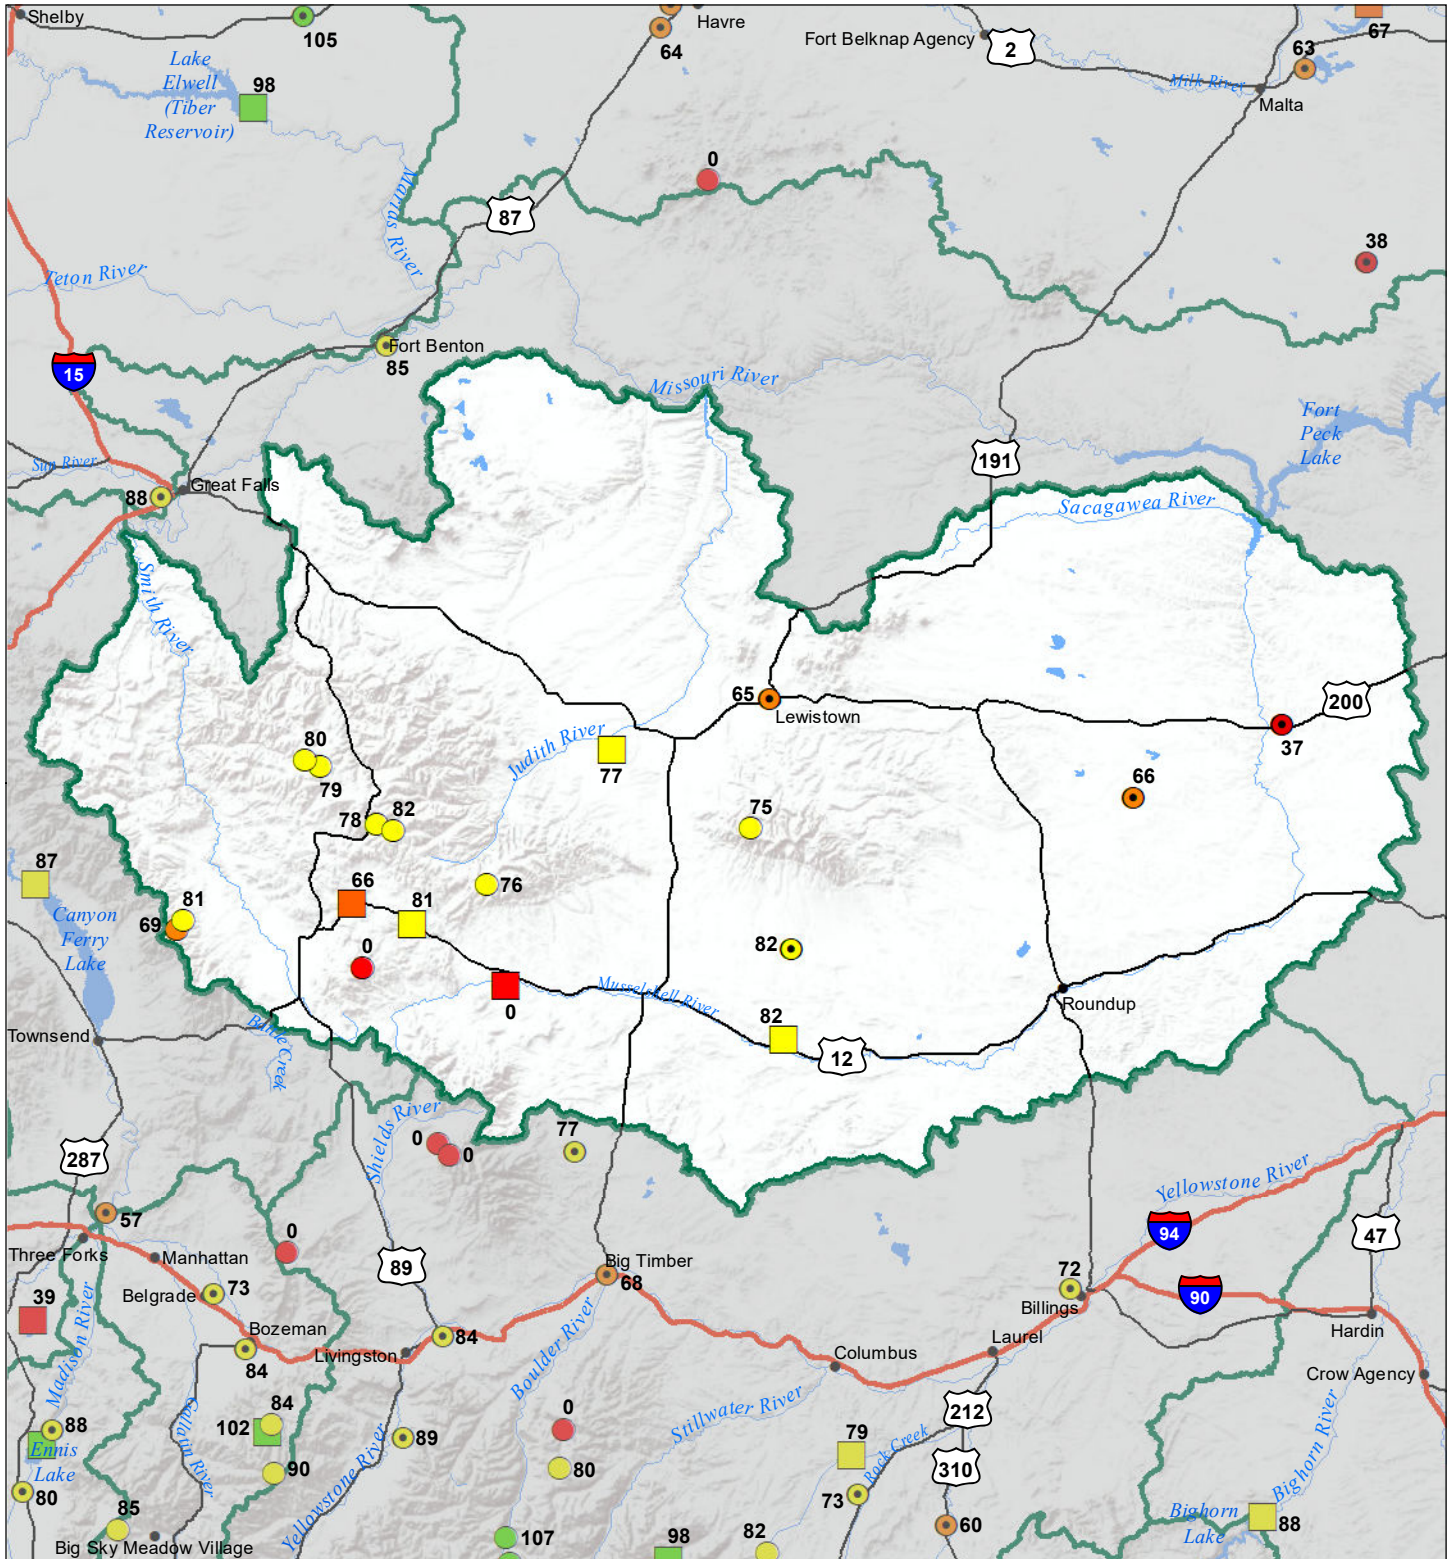 Shelby
105
Havre
64
Fort Belknap Agency
2
63
67
Lake
Elwell
(Tiber
Reservoir)
98
Milk River
Malta
0
Marias River
87
38
Teton River
15
Fort Benton
85
Missouri River
Fort
Peck
Lake
Sun River
Great Falls
88
191
Sacagawea River
Smith River
65
Lewistown
200
37
Judith River
77
80
79
66
78
82
75
87
66
81
76
81
69
Canyon
Ferry
Lake
0
82
0
Musselshell River
Roundup
82
12
Townsend
Battle Creek
Shields River
0
0
77
287
Yellowstone River
57
0
94
47
Three Forks
Manhattan
89
Big Timber
68
72
90
Billings
Belgrade
73
39
Madison River
Bozeman
84
Livingston
84
Boulder River
Laurel
Hardin
Columbus
Crow Agency
84
102
Gallatin River
88
Ennis
Lake
89
0
Stillwater River
212
79
Rock Creek
Bighorn River
90
80
310
80
Yellowstone River
73
85
60
Bighorn
Lake
88
Big Sky Meadow Village
107
98
82